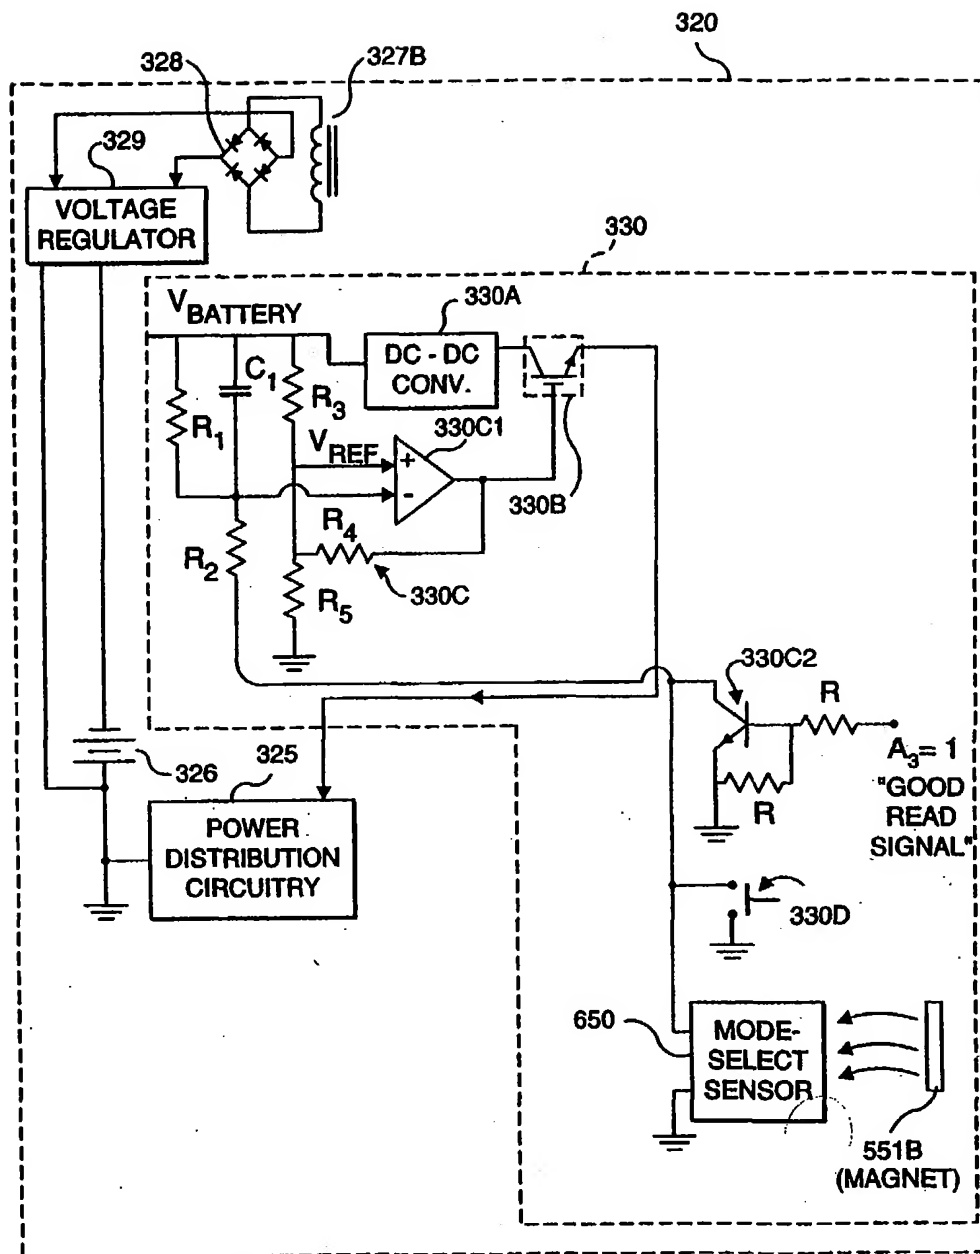 320
328
327B
329
VOLTAGE
REGULATOR
330
V BATTERY
330A
DC - DC
CONV.
C1
R1
R3
330C1
VREF
+
-
330B
R4
R2
330C
R5
330C2
R
A3= 1
"GOOD
READ
SIGNAL"
R
326
325
POWER
DISTRIBUTION
CIRCUITRY
330D
650
MODE-
SELECT
SENSOR
551B
(MAGNET)